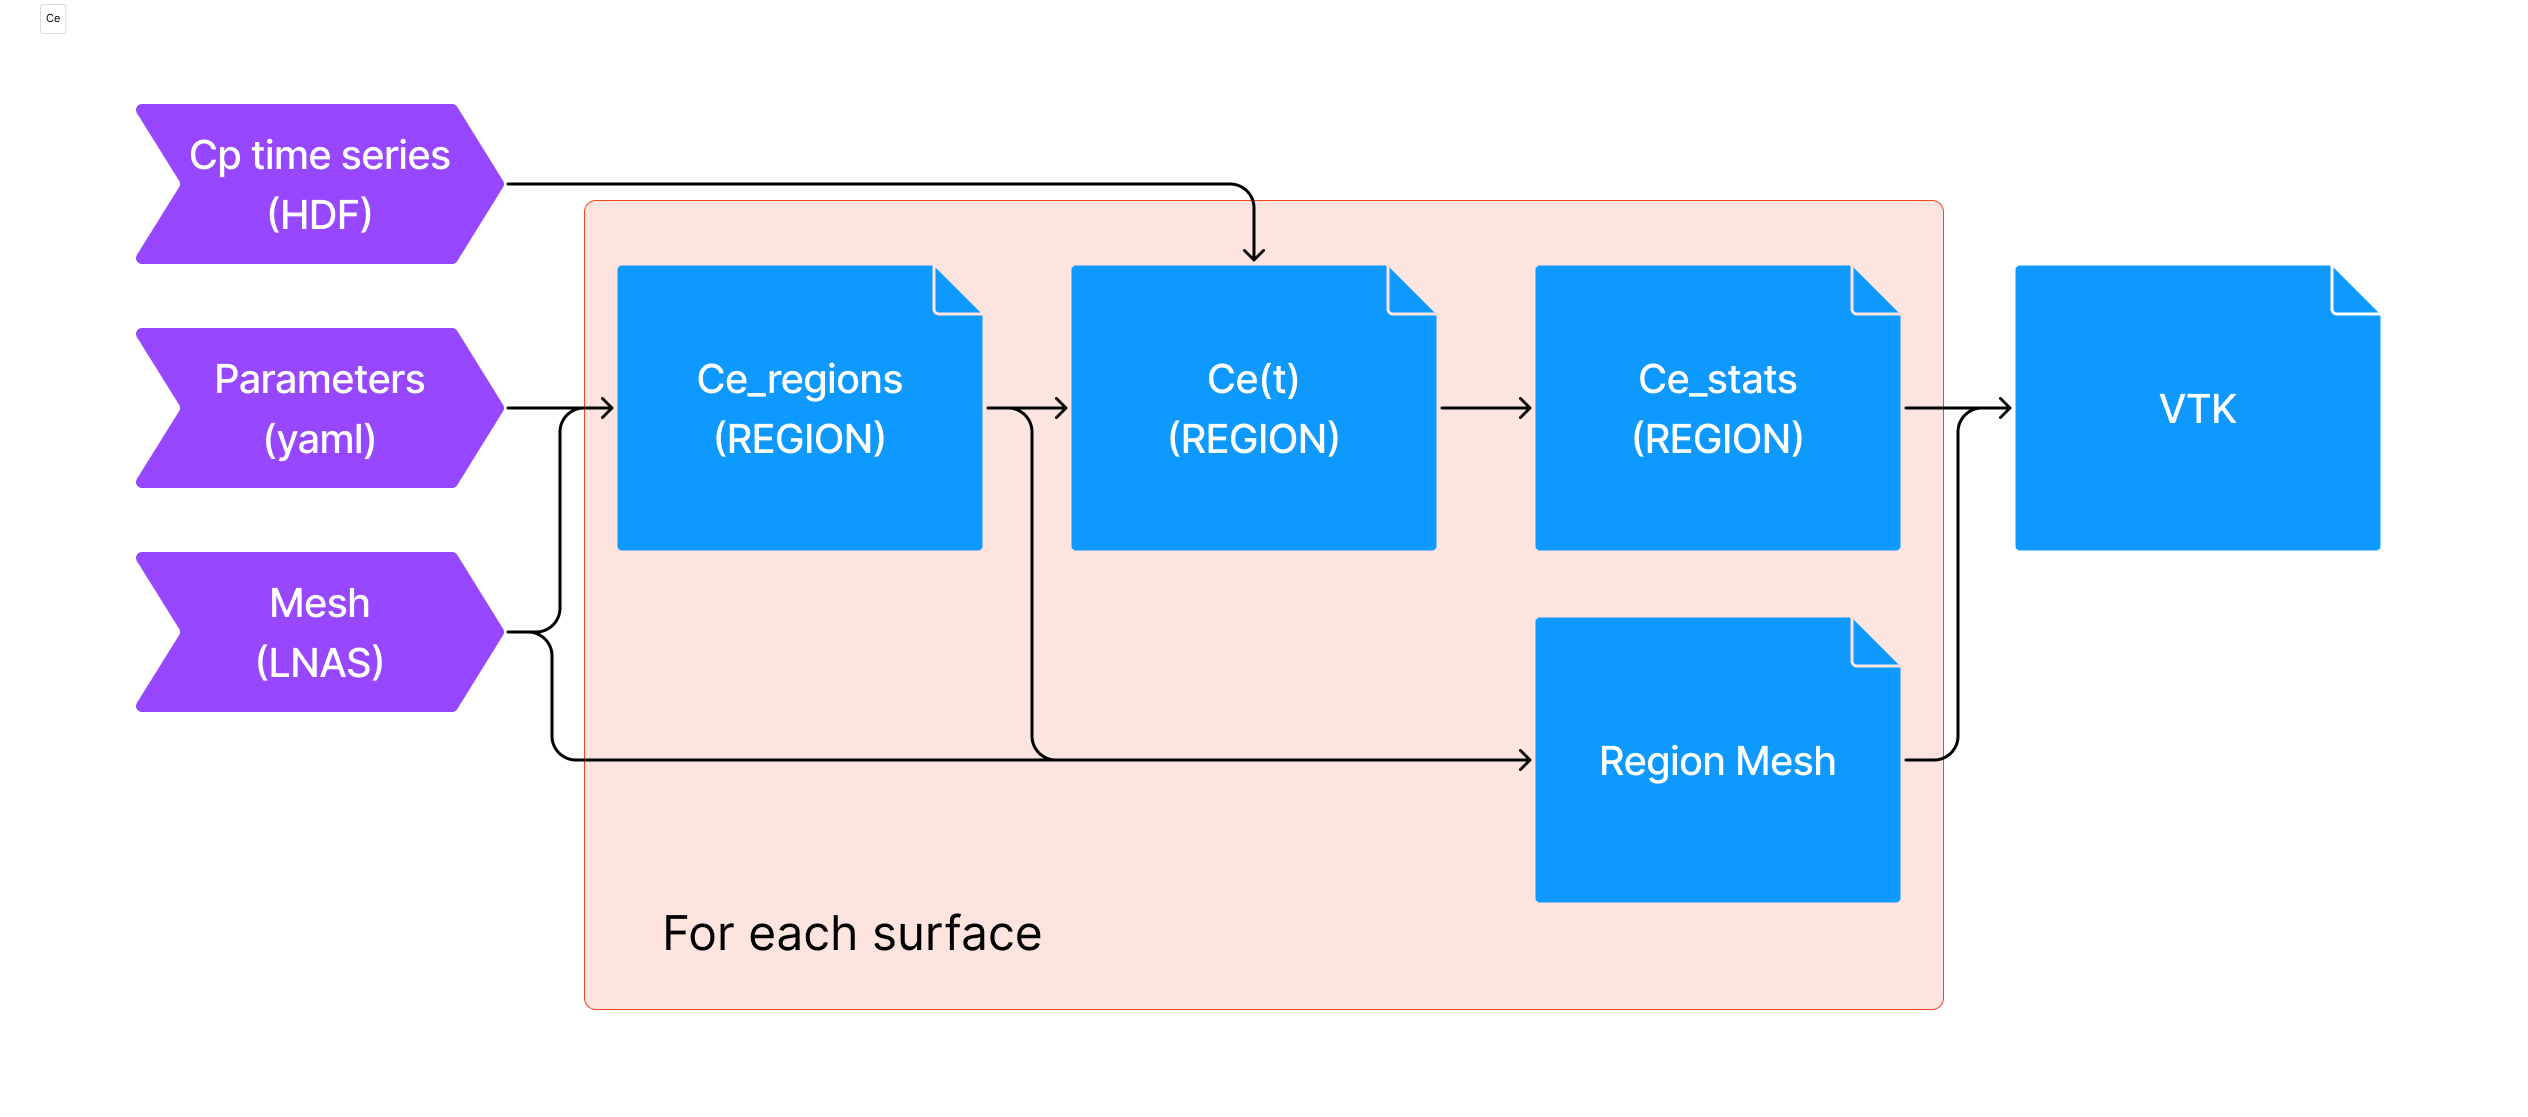 Ce
Cp time series
(HDF)
Parameters
(yaml)
Mesh
(LNAS)
Ce_regions
(REGION)
Ce(t)
(REGION)
Ce_stats
(REGION)
VTK
Region Mesh
For each surface